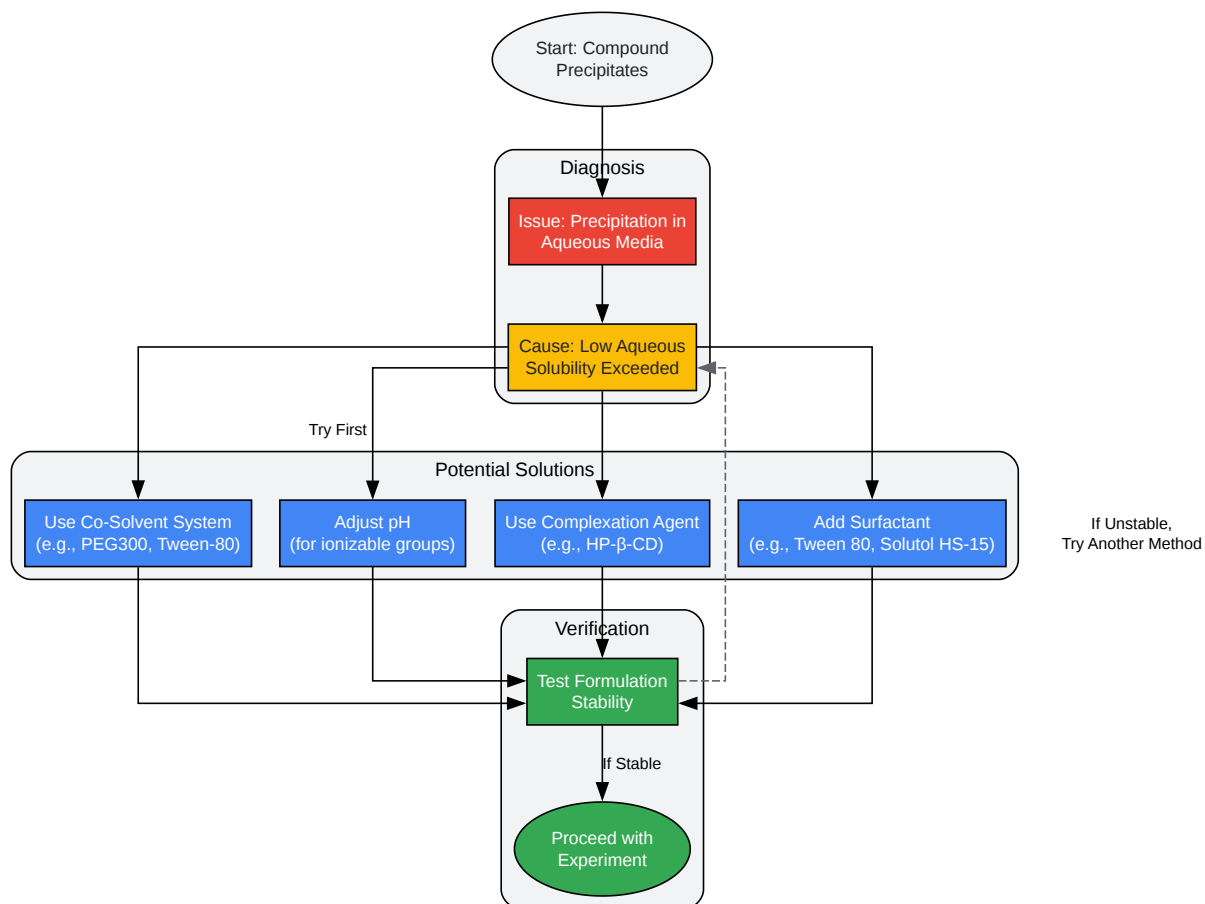 Start: Compound
Precipitates
Diagnosis
Issue: Precipitation in
Aqueous Media
Cause: Low Aqueous
Solubility Exceeded
Try First
Potential Solutions
Use Co-Solvent System
(e.g., PEG300, Tween-80)
Adjust pH
(for ionizable groups)
Use Complexation Agent
(e.g., HP-β-CD)
Add Surfactant
(e.g., Tween 80, Solutol HS-15)
If Unstable,
Try Another Method
Verification
Test Formulation
Stability
If Stable
Proceed with
Experiment